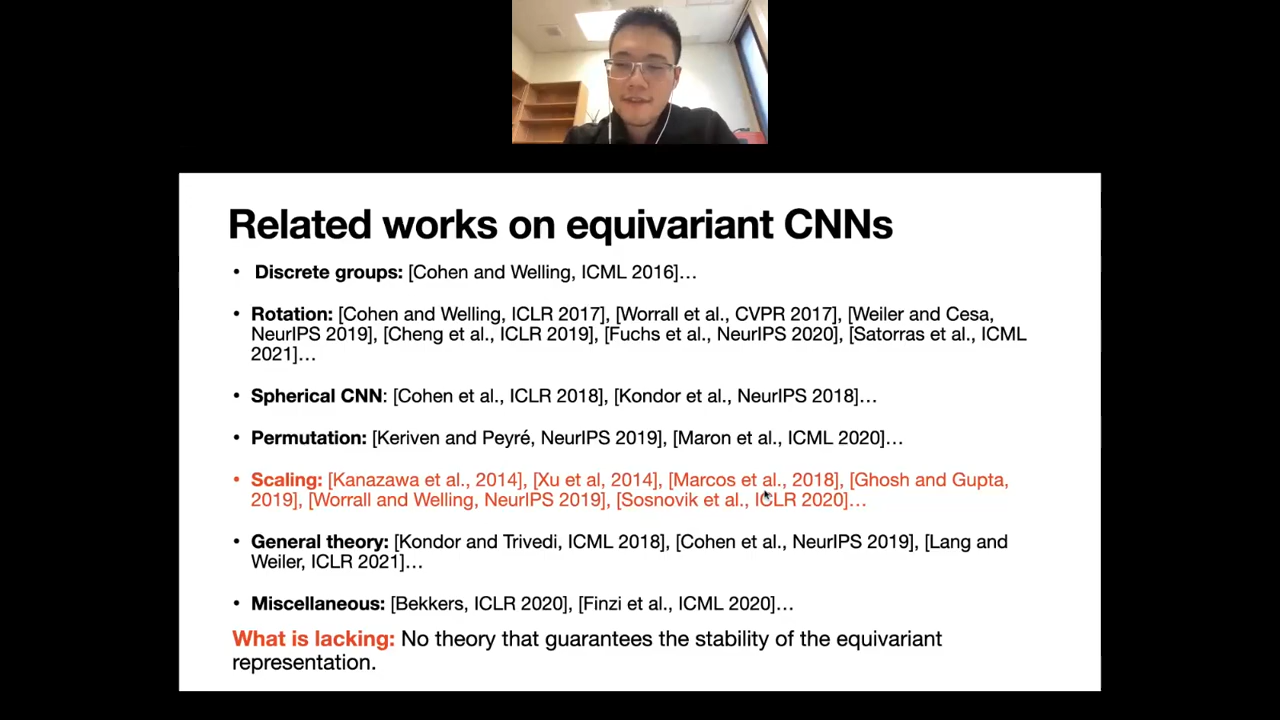 Related works on equivariant CNNs
• Discrete groups: [Cohen and Welling, ICML 2016]…
• Rotation: [Cohen and Welling, ICLR 2017], [Worrall et al., CVPR 2017], [Weiler and Cesa,
NeurIPS 2019], [Cheng et al., ICLR 2019], [Fuchs et al., NeurIPS 2020], [Satorras et al., ICML
2021]…
• Spherical CNN: [Cohen et al., ICLR 2018], [Kondor et al., NeurIPS 2018]…
• Permutation: [Keriven and Peyré, NeurIPS 2019], [Maron et al., ICML 2020]…
• Scaling: [Kanazawa et al., 2014], [Xu et al, 2014], [Marcos et al., 2018], [Ghosh and Gupta,
2019], [Worrall and Welling, NeurIPS 2019], [Sosnovik et al., ICLR 2020]…
• General theory: [Kondor and Trivedi, ICML 2018], [Cohen et al., NeurIPS 2019], [Lang and
Weiler, ICLR 2021]…
• Miscellaneous: [Bekkers, ICLR 2020], [Finzi et al., ICML 2020]…
What is lacking: No theory that guarantees the stability of the equivariant
representation.